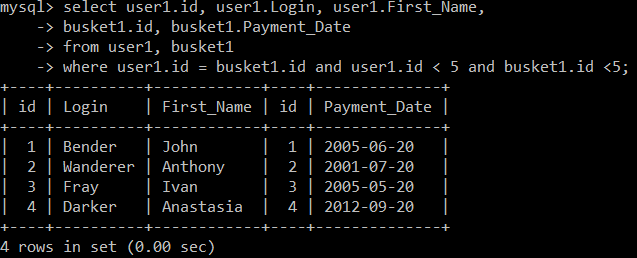 mysql> select user1.id, user1.Login, user1.First_Name,
    -> busket1.id, busket1.Payment_Date
    -> from user1, busket1
    -> where user1.id = busket1.id and user1.id < 5 and busket1.id <5;
+----+----------+------------+----+--------------+
| id | Login    | First_Name | id | Payment_Date |
+----+----------+------------+----+--------------+
|  1 | Bender   | John       |  1 | 2005-06-20   |
|  2 | Wanderer | Anthony    |  2 | 2001-07-20   |
|  3 | Fray     | Ivan       |  3 | 2005-05-20   |
|  4 | Darker   | Anastasia  |  4 | 2012-09-20   |
+----+----------+------------+----+--------------+
4 rows in set (0.00 sec)